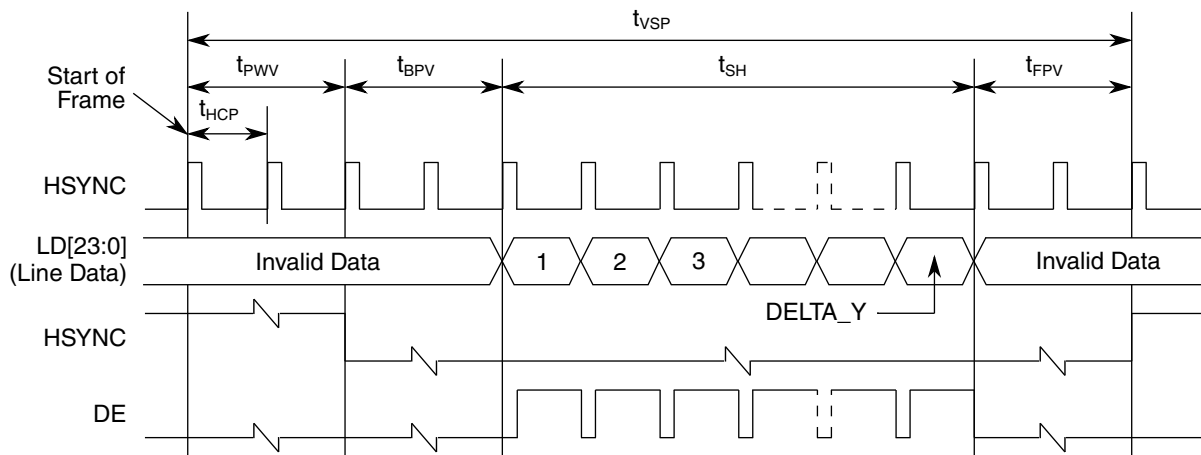 tVSP
tPWV tBPV tSH tFPV
Start of
Frame
tHCP
HSYNC
LD[23:0]
(Line Data)
Invalid Data 1 2 3 Invalid Data
DELTA_Y
HSYNC
DE